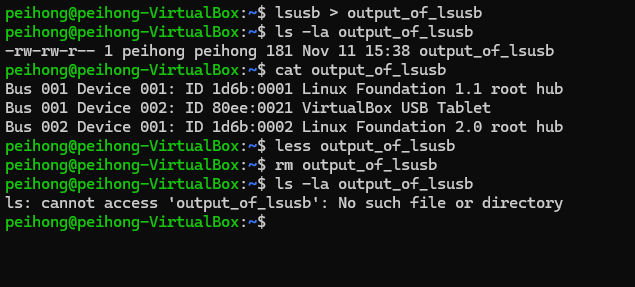 peihong@peihong-VirtualBox:~$ lsusb > output_of_lsusb
peihong@peihong-VirtualBox:~$ ls -la output_of_lsusb
-rw-rw-r-- 1 peihong peihong 181 Nov 11 15:38 output_of_lsusb
peihong@peihong-VirtualBox:~$ cat output_of_lsusb
Bus 001 Device 001: ID 1d6b:0001 Linux Foundation 1.1 root hub
Bus 001 Device 002: ID 80ee:0021 VirtualBox USB Tablet
Bus 002 Device 001: ID 1d6b:0002 Linux Foundation 2.0 root hub
peihong@peihong-VirtualBox:~$ less output_of_lsusb
peihong@peihong-VirtualBox:~$ rm output_of_lsusb
peihong@peihong-VirtualBox:~$ ls -la output_of_lsusb
ls: cannot access 'output_of_lsusb': No such file or directory
peihong@peihong-VirtualBox:~$